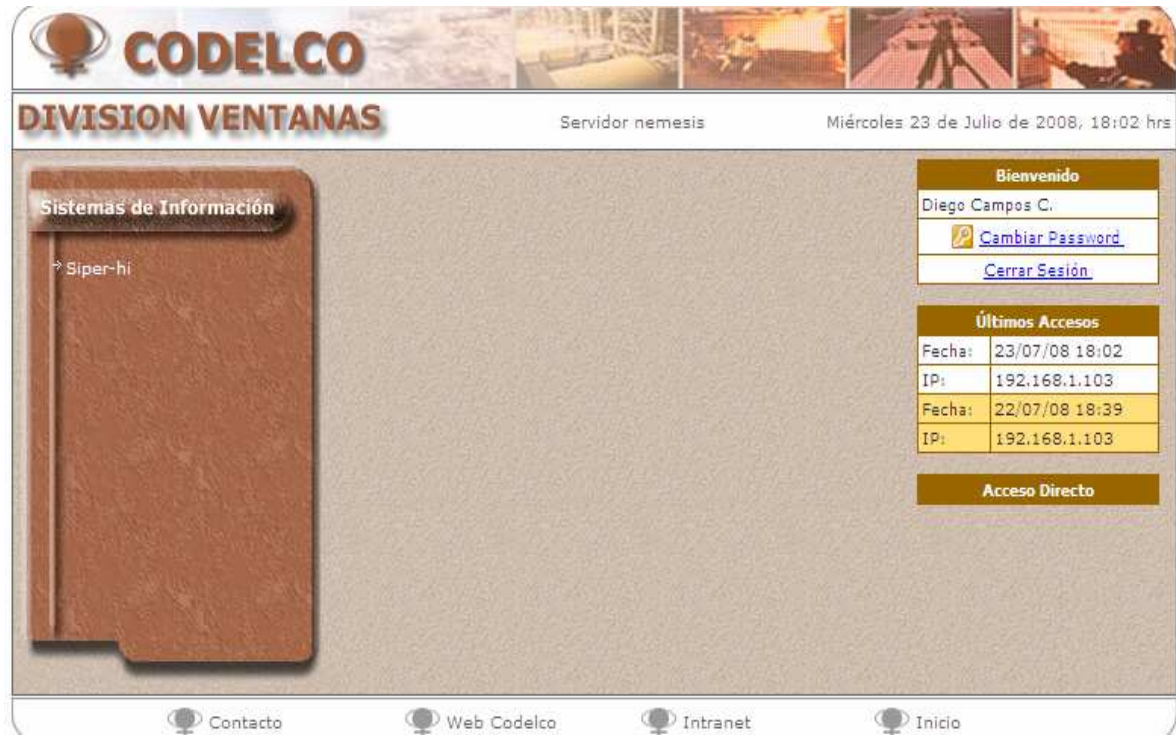 CODELCO
DIVISION VENTANAS
Servidor nemesis
Miércoles 23 de Julio de 2008, 18:02 hrs
Sistemas de Información
Siper-hi
Bienvenido
Diego Campos C.
Cambiar Password
Cerrar Sesión
Últimos Accesos
Fecha: 23/07/08 18:02
IP: 192.168.1.103
Fecha: 22/07/08 18:39
IP: 192.168.1.103
Acceso Directo
Contacto Web Codelco Intranet Inicio